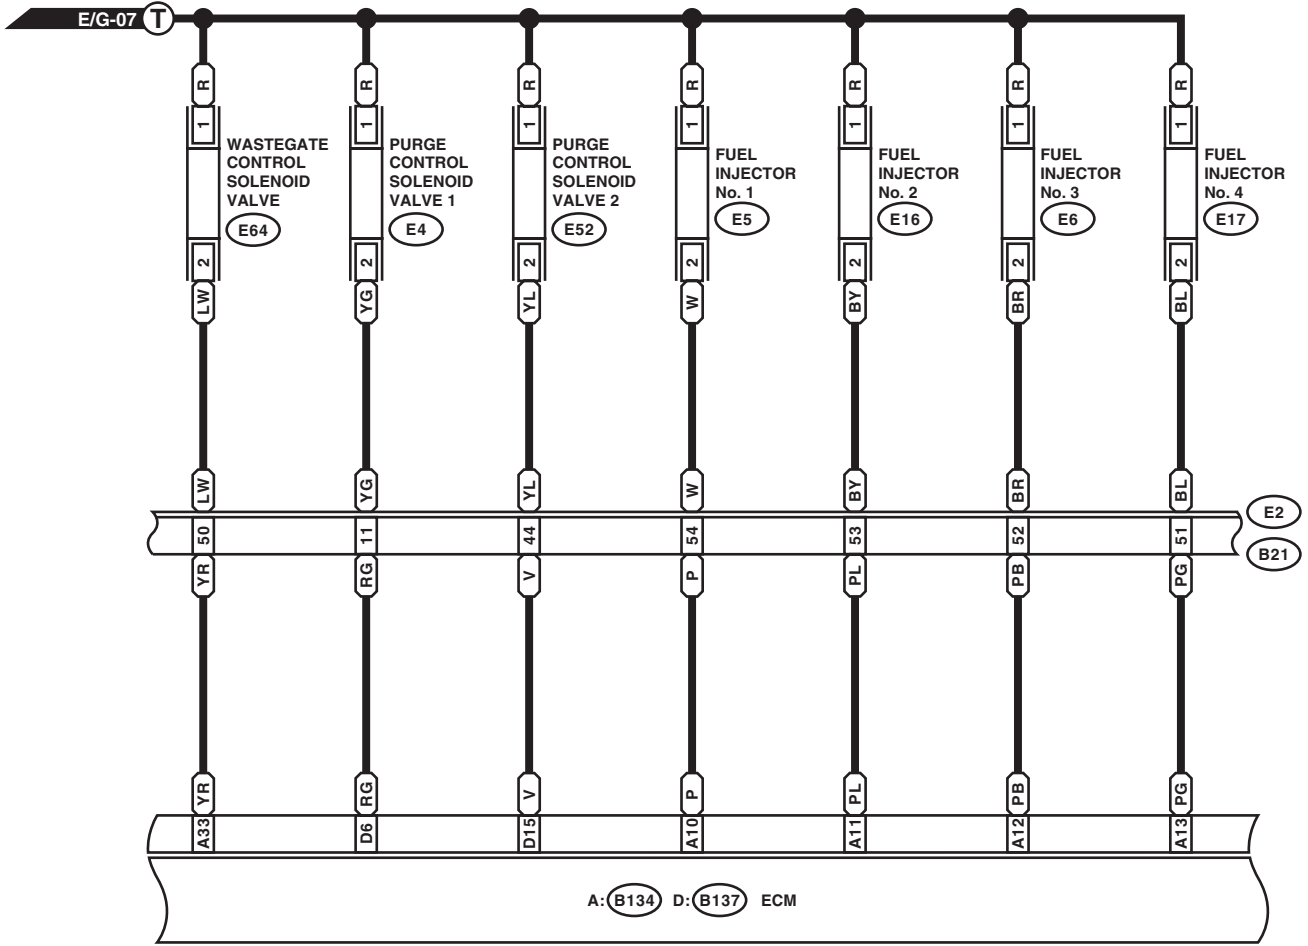 E/G-07 T
R R R R R R R
1 1 1 1 1 1 1
WASTEGATE
CONTROL
SOLENOID
VALVE
E64
PURGE
CONTROL
SOLENOID
VALVE 1
E4
PURGE
CONTROL
SOLENOID
VALVE 2
E52
FUEL
INJECTOR
No. 1
E5
FUEL
INJECTOR
No. 2
E16
FUEL
INJECTOR
No. 3
E6
FUEL
INJECTOR
No. 4
E17
2 2 2 2 2 2 2
LW YG YL W BY BR BL
LW YG YL W BY BR BL
E2
50 11 44 54 53 52 51
B21
YR RG V P PL PB PG
YR RG V P PL PB PG
A33 D6 D15 A10 A11 A12 A13
A: B134 D: B137 ECM